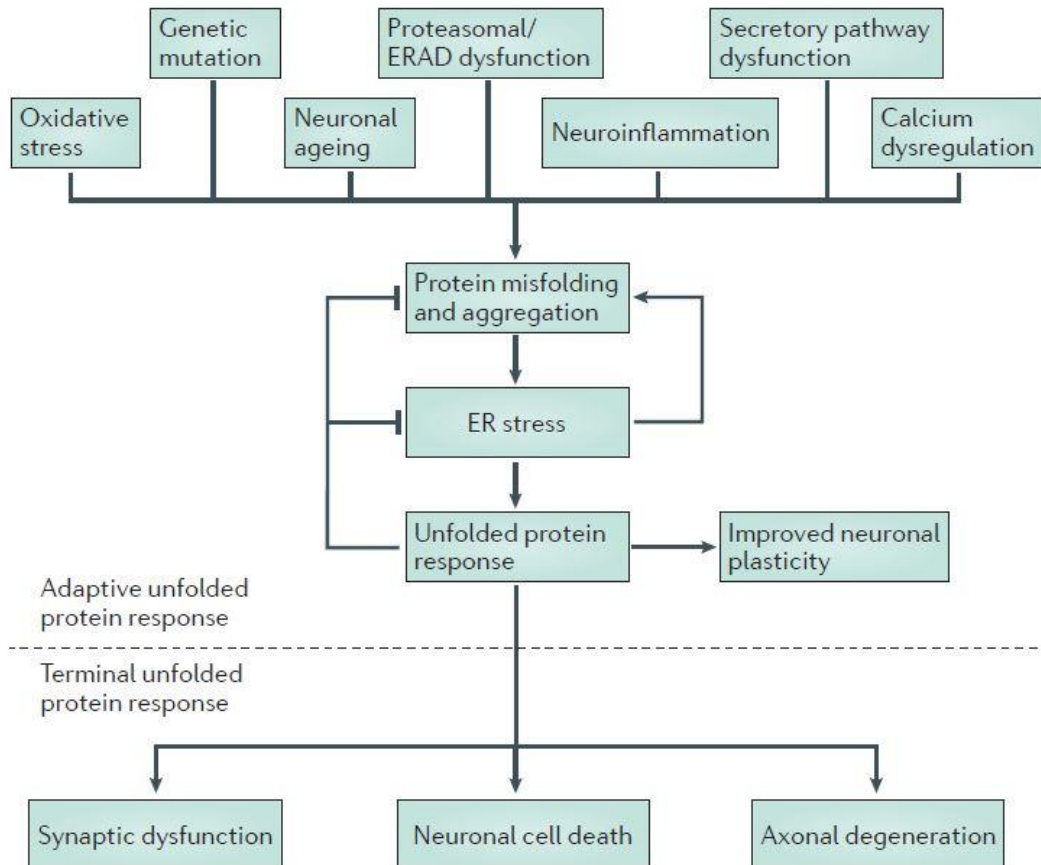 Genetic
mutation
Proteasomal/
ERAD dysfunction
Secretory pathway
dysfunction
Oxidative
stress
Neuronal
ageing
Neuroinflammation
Calcium
dysregulation
Protein misfolding
and aggregation
ER stress
Unfolded protein
response
Improved neuronal
plasticity
Adaptive unfolded
protein response
Terminal unfolded
protein response
Synaptic dysfunction
Neuronal cell death
Axonal degeneration